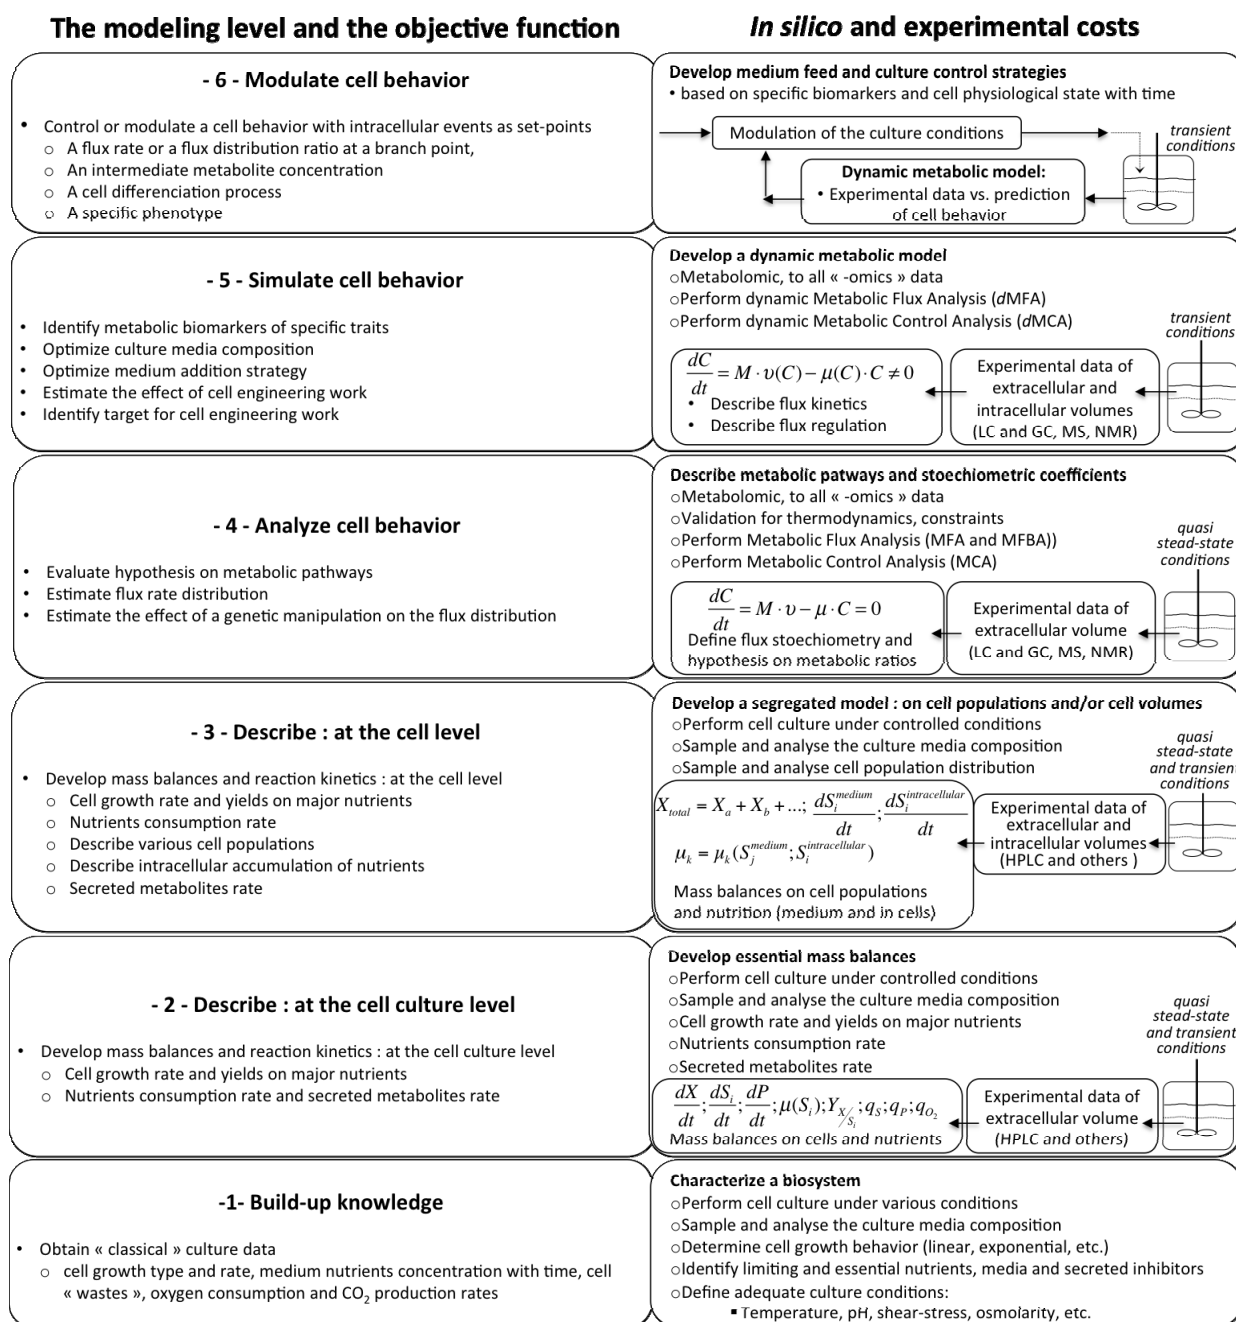 The modeling level and the objective function
In silico and experimental costs
- 6 - Modulate cell behavior
• Control or modulate a cell behavior with intracellular events as set-points
o A flux rate or a flux distribution ratio at a branch point,
o An intermediate metabolite concentration
o A cell differenciation process
o A specific phenotype
Develop medium feed and culture control strategies
• based on specific biomarkers and cell physiological state with time
Modulation of the culture conditions
transient
conditions
Dynamic metabolic model:
• Experimental data vs. prediction
of cell behavior
- 5 - Simulate cell behavior
• Identify metabolic biomarkers of specific traits
• Optimize culture media composition
• Optimize medium addition strategy
• Estimate the effect of cell engineering work
• Identify target for cell engineering work
Develop a dynamic metabolic model
oMetabolomic, to all « -omics » data
oPerform dynamic Metabolic Flux Analysis (dMFA)
oPerform dynamic Metabolic Control Analysis (dMCA)
transient
conditions
dC/dt = M · υ(C) − μ(C) · C ≠ 0
• Describe flux kinetics
• Describe flux regulation
Experimental data of
extracellular and
intracellular volumes
(LC and GC, MS, NMR)
- 4 - Analyze cell behavior
• Evaluate hypothesis on metabolic pathways
• Estimate flux rate distribution
• Estimate the effect of a genetic manipulation on the flux distribution
Describe metabolic patways and stoechiometric coefficients
oMetabolomic, to all « -omics » data
oValidation for thermodynamics, constraints
oPerform Metabolic Flux Analysis (MFA and MFBA))
oPerform Metabolic Control Analysis (MCA)
quasi
stead-state
conditions
dC/dt = M · υ − μ · C = 0
Define flux stoechiometry and
hypothesis on metabolic ratios
Experimental data of
extracellular volume
(LC and GC, MS, NMR)
- 3 - Describe : at the cell level
• Develop mass balances and reaction kinetics : at the cell level
o Cell growth rate and yields on major nutrients
o Nutrients consumption rate
o Describe various cell populations
o Describe intracellular accumulation of nutrients
o Secreted metabolites rate
Develop a segregated model : on cell populations and/or cell volumes
oPerform cell culture under controlled conditions
oSample and analyse the culture media composition
oSample and analyse cell population distribution
quasi
stead-state
and transient
conditions
X_total = X_a + X_b + ...; dS_i^medium/dt ; dS_i^intracellular/dt
μ_k = μ_k(S_j^medium; S_i^intracellular)
Mass balances on cell populations
and nutrition (medium and in cells)
Experimental data of
extracellular and
intracellular volumes
(HPLC and others )
- 2 - Describe : at the cell culture level
• Develop mass balances and reaction kinetics : at the cell culture level
o Cell growth rate and yields on major nutrients
o Nutrients consumption rate and secreted metabolites rate
Develop essential mass balances
oPerform cell culture under controlled conditions
oSample and analyse the culture media composition
oCell growth rate and yields on major nutrients
oNutrients consumption rate
oSecreted metabolites rate
quasi
stead-state
and transient
conditions
dX/dt ; dS_i/dt ; dP/dt ; μ(S_i); Y_X/S_i ; q_S; q_P; q_O2
Mass balances on cells and nutrients
Experimental data of
extracellular volume
(HPLC and others)
-1- Build-up knowledge
• Obtain « classical » culture data
o cell growth type and rate, medium nutrients concentration with time, cell
« wastes », oxygen consumption and CO2 production rates
Characterize a biosystem
oPerform cell culture under various conditions
oSample and analyse the culture media composition
oDetermine cell growth behavior (linear, exponential, etc.)
oIdentify limiting and essential nutrients, media and secreted inhibitors
oDefine adequate culture conditions:
▪ Temperature, pH, shear-stress, osmolarity, etc.